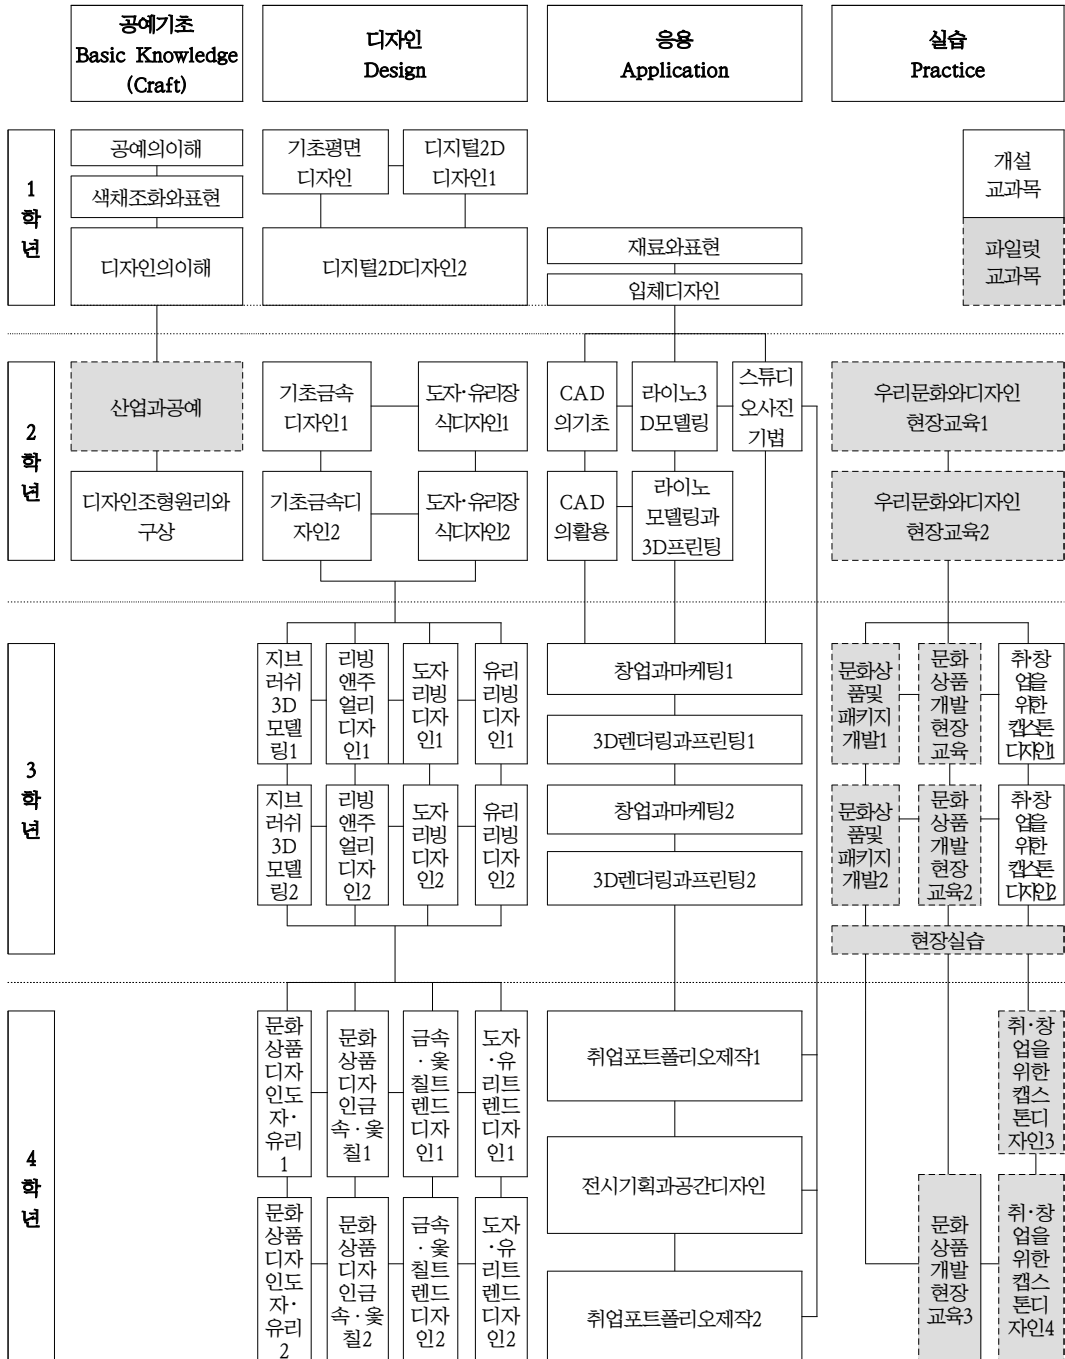 공예기초
Basic Knowledge
(Craft)
디자인
Design
응용
Application
실습
Practice
1
학
년
공예의이해
색채조화와표현
디자인의이해
기초평면
디자인
디지털2D
디자인1
디지털2D디자인2
재료와표현
입체디자인
개설
교과목
파일럿
교과목
2
학
년
산업과공예
디자인조형원리와
구상
기초금속
디자인1
도자·유리장
식디자인1
기초금속디
자인2
도자·유리장
식디자인2
CAD
의기초
라이노3
D모델링
스튜디
오사진
기법
CAD
의활용
라이노
모델링과
3D프린팅
우리문화와디자인
현장교육1
우리문화와디자인
현장교육2
3
학
년
지브
러쉬
3D
모델
링1
리빙
앤주
얼리
디자
인1
도자
리빙
디자
인1
유리
리빙
디자
인1
지브
러쉬
3D
모델
링2
리빙
앤주
얼리
디자
인2
도자
리빙
디자
인2
유리
리빙
디자
인2
창업과마케팅1
3D렌더링과프린팅1
창업과마케팅2
3D렌더링과프린팅2
문화상
품및
패키지
개발1
문화
상품
개발
현장
교육
취·창
업을
위한
캡스톤
디자인1
문화상
품및
패키지
개발2
문화
상품
개발
현장
교육2
취·창
업을
위한
캡스톤
디자인2
현장실습
4
학
년
문화
상품
디자
인도
자·
유리
1
문화
상품
디자
인금
속·옻
칠1
금속
·옻
칠트
렌드
디자
인1
도자
·유
리트
렌드
디자
인1
문화
상품
디자
인도
자·
유리
2
문화
상품
디자
인금
속·옻
칠2
금속
·옻
칠트
렌드
디자
인2
도자
·유
리트
렌드
디자
인2
취업포트폴리오제작1
전시기획과공간디자인
취업포트폴리오제작2
취·창
업을
위한
캡스
톤디
자인3
문화
상품
개발
현장
교육3
취·창
업을
위한
캡스
톤디
자인4